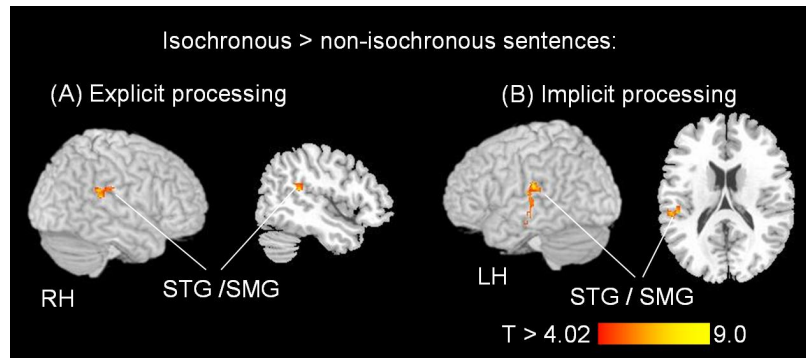 Isochronous > non-isochronous sentences:
(A) Explicit processing
(B) Implicit processing
STG /SMG
RH
STG / SMG
LH
T > 4.02 9.0